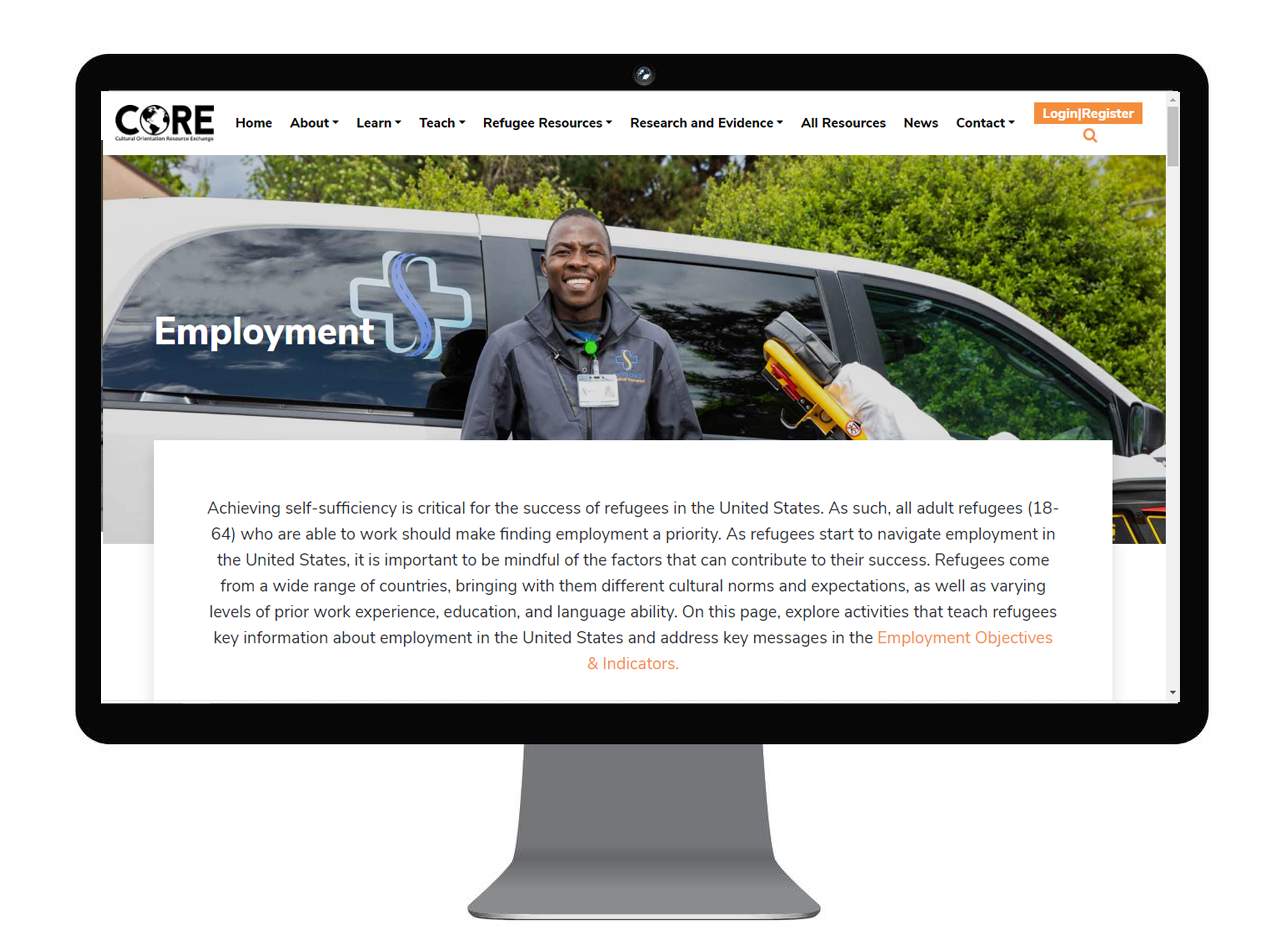 CORE
Cultural Orientation Resource Exchange
Home About Learn Teach Refugee Resources Research and Evidence All Resources News Contact Login|Register
Employment
Achieving self-sufficiency is critical for the success of refugees in the United States. As such, all adult refugees (18-
64) who are able to work should make finding employment a priority. As refugees start to navigate employment in
the United States, it is important to be mindful of the factors that can contribute to their success. Refugees come
from a wide range of countries, bringing with them different cultural norms and expectations, as well as varying
levels of prior work experience, education, and language ability. On this page, explore activities that teach refugees
key information about employment in the United States and address key messages in the Employment Objectives
& Indicators.